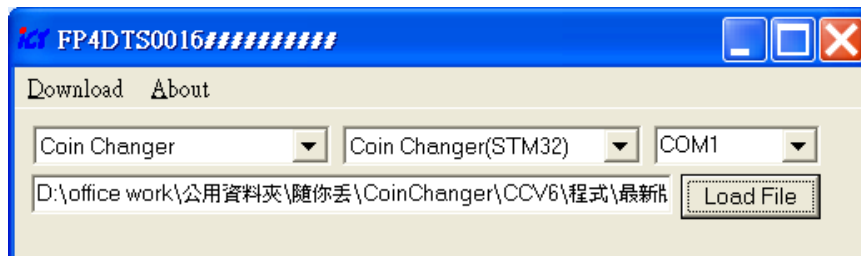 ICT FP4DTS0016##########
Download About
Coin Changer Coin Changer(STM32) COM1
D:\office work\公用資料夾\隨你丟\CoinChanger\CCV6\程式\最新 Load File